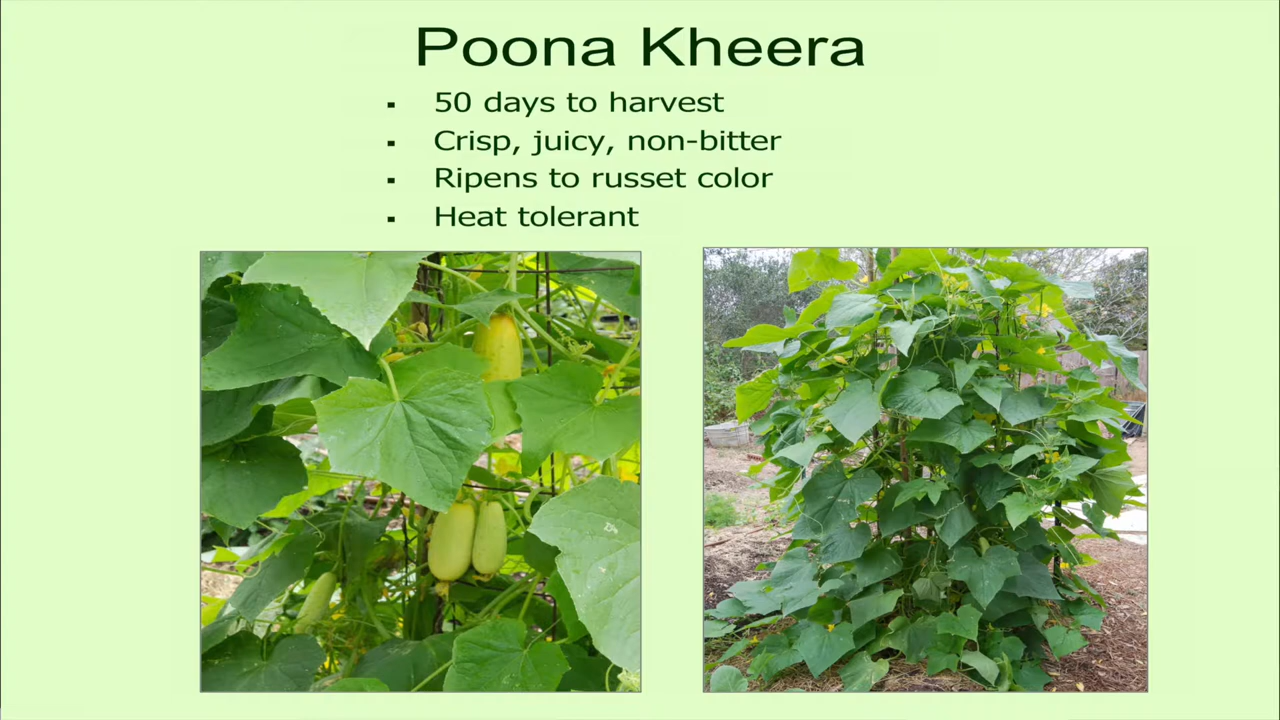 Poona Kheera
▪ 50 days to harvest
▪ Crisp, juicy, non-bitter
▪ Ripens to russet color
▪ Heat tolerant